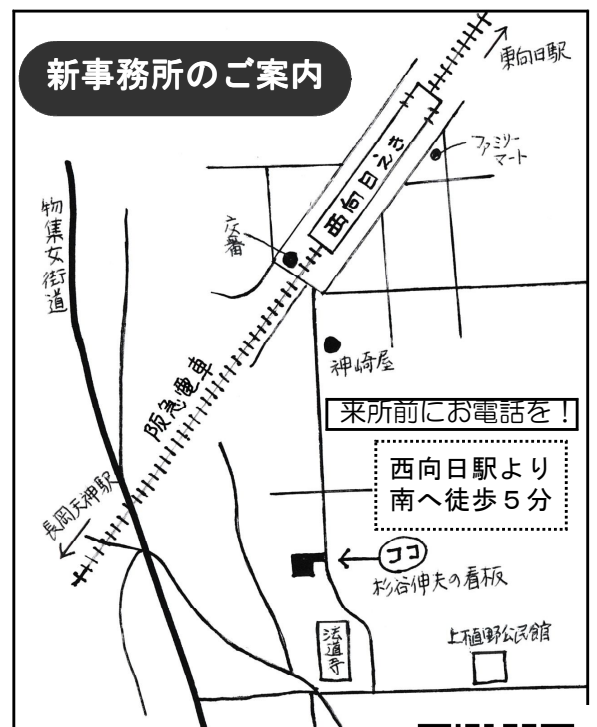 新事務所のご案内
東向日駅
ファミリー
マート
西向日えき
交番
物集女街道
神崎屋
阪急電車
来所前にお電話を！
西向日駅より
南へ徒歩５分
長岡天神駅
ココ
杉谷伸夫の看板
法道寺
上植野公民館